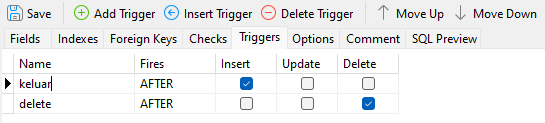 Save Add Trigger Insert Trigger Delete Trigger Move Up Move Down
Fields Indexes Foreign Keys Checks Triggers Options Comment SQL Preview
Name Fires Insert Update Delete
keluar AFTER
delete AFTER